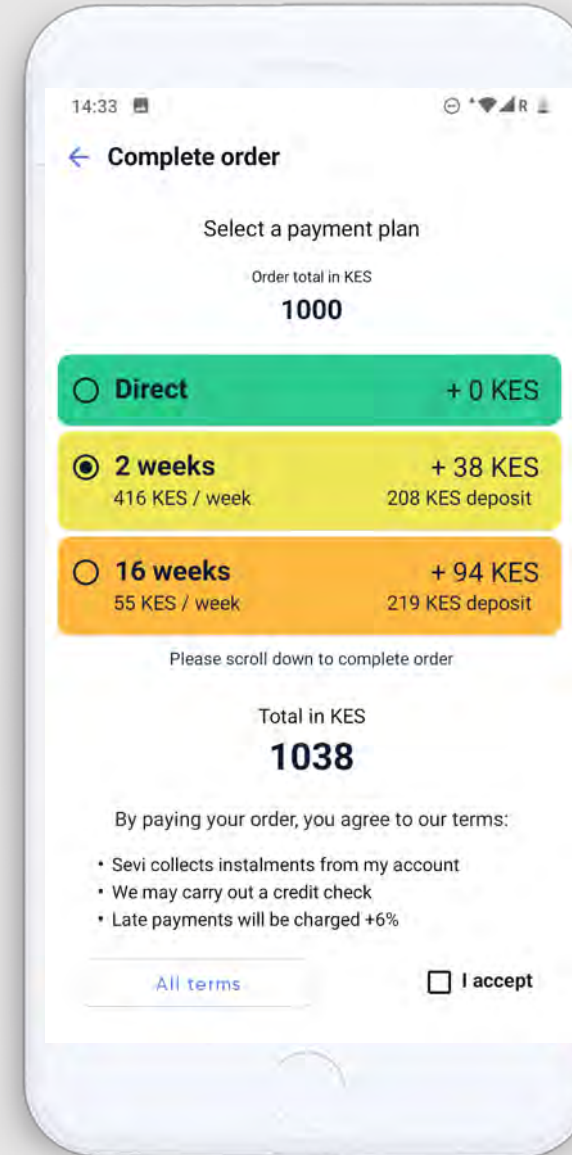 14:33
R
Complete order
Select a payment plan
Order total in KES
1000
Direct + 0 KES
2 weeks + 38 KES
416 KES / week 208 KES deposit
16 weeks + 94 KES
55 KES / week 219 KES deposit
Please scroll down to complete order
Total in KES
1038
By paying your order, you agree to our terms:
• Sevi collects instalments from my account
• We may carry out a credit check
• Late payments will be charged +6%
All terms
I accept